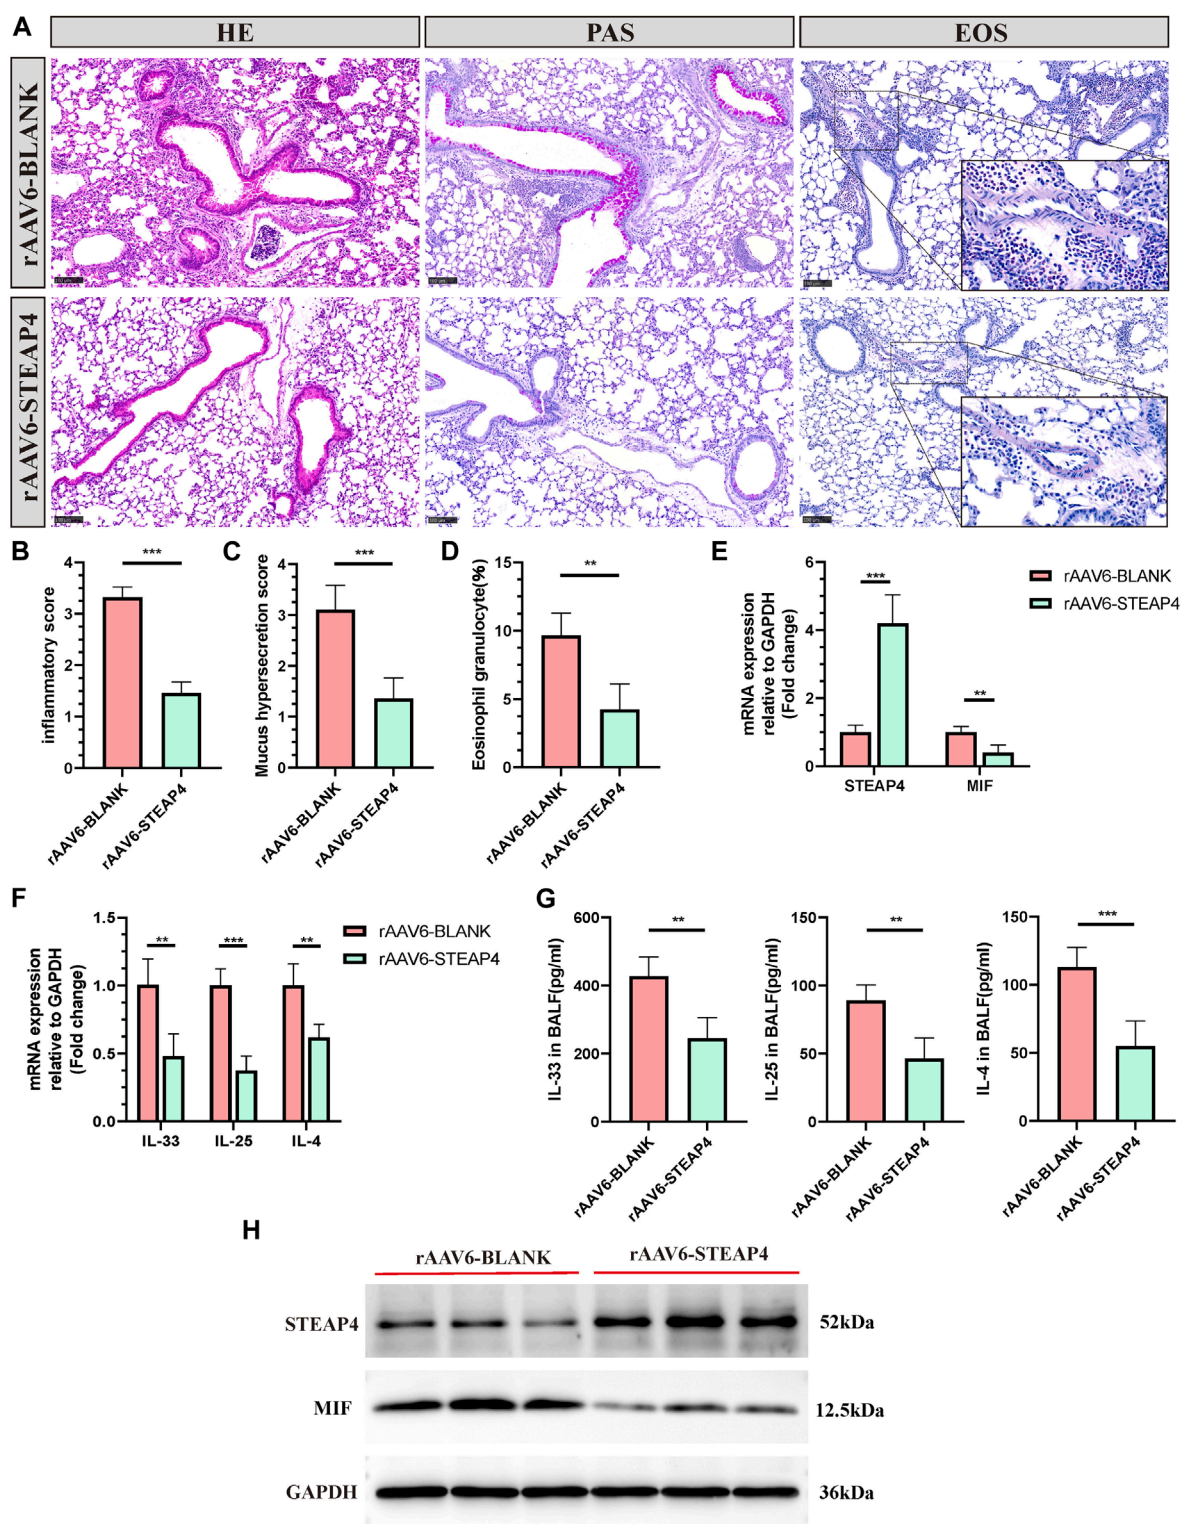 A
HE
PAS
EOS
rAAV6-BLANK
rAAV6-STEAP4
B
inflammatory score
4
3
2
1
0
***
rAAV6-BLANK
rAAV6-STEAP4
C
Mucus hypersecretion score
4
3
2
1
0
***
rAAV6-BLANK
rAAV6-STEAP4
D
Eosinophil granulocyte(%)
15
10
5
0
**
rAAV6-BLANK
rAAV6-STEAP4
E
mRNA expression
relative to GAPDH
(Fold change)
6
4
2
0
***
**
STEAP4
MIF
rAAV6-BLANK
rAAV6-STEAP4
F
mRNA expression
relative to GAPDH
(Fold change)
1.5
1.0
0.5
0.0
**
***
**
IL-33
IL-25
IL-4
rAAV6-BLANK
rAAV6-STEAP4
G
IL-33 in BALF(pg/ml)
600
400
200
0
**
rAAV6-BLANK
rAAV6-STEAP4
IL-25 in BALF(pg/ml)
150
100
50
0
**
rAAV6-BLANK
rAAV6-STEAP4
IL-4 in BALF(pg/ml)
150
100
50
0
***
rAAV6-BLANK
rAAV6-STEAP4
H
rAAV6-BLANK
rAAV6-STEAP4
STEAP4
52kDa
MIF
12.5kDa
GAPDH
36kDa